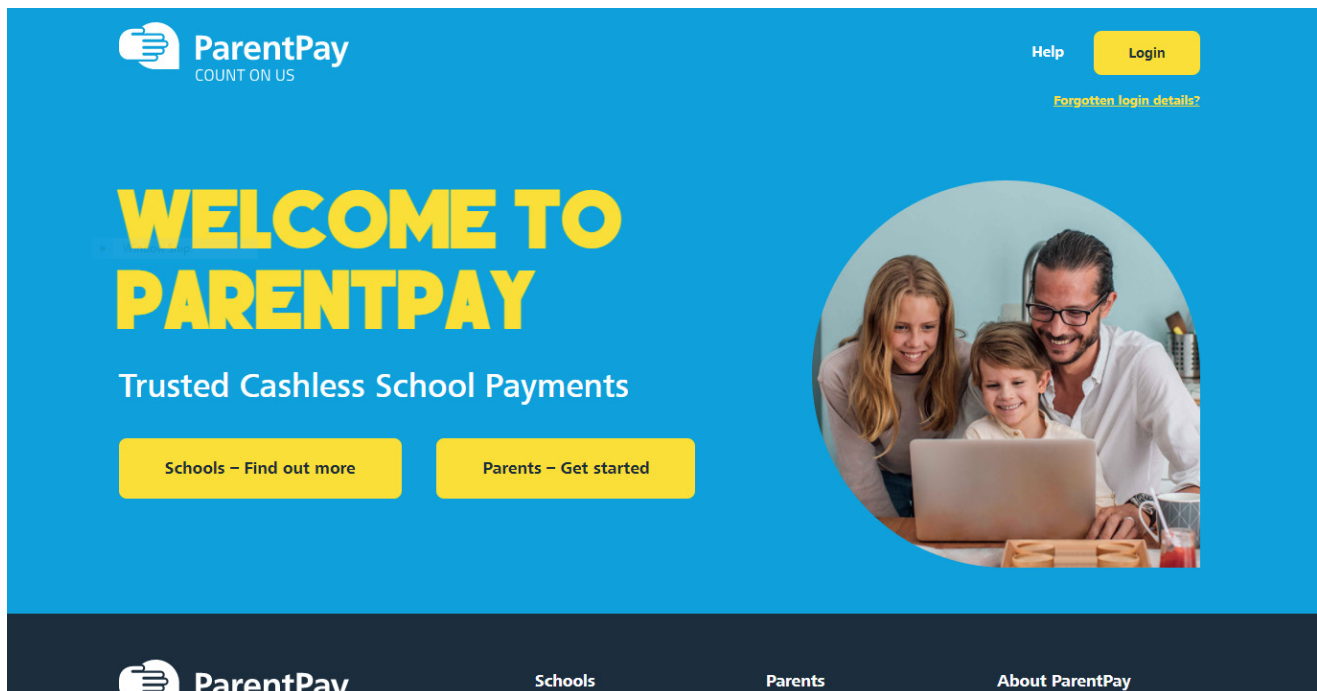 ParentPay
COUNT ON US
Help
Login
Forgotten login details?
WELCOME TO
PARENTPAY
Trusted Cashless School Payments
Schools – Find out more
Parents – Get started
ParentPay
Schools
Parents
About ParentPay